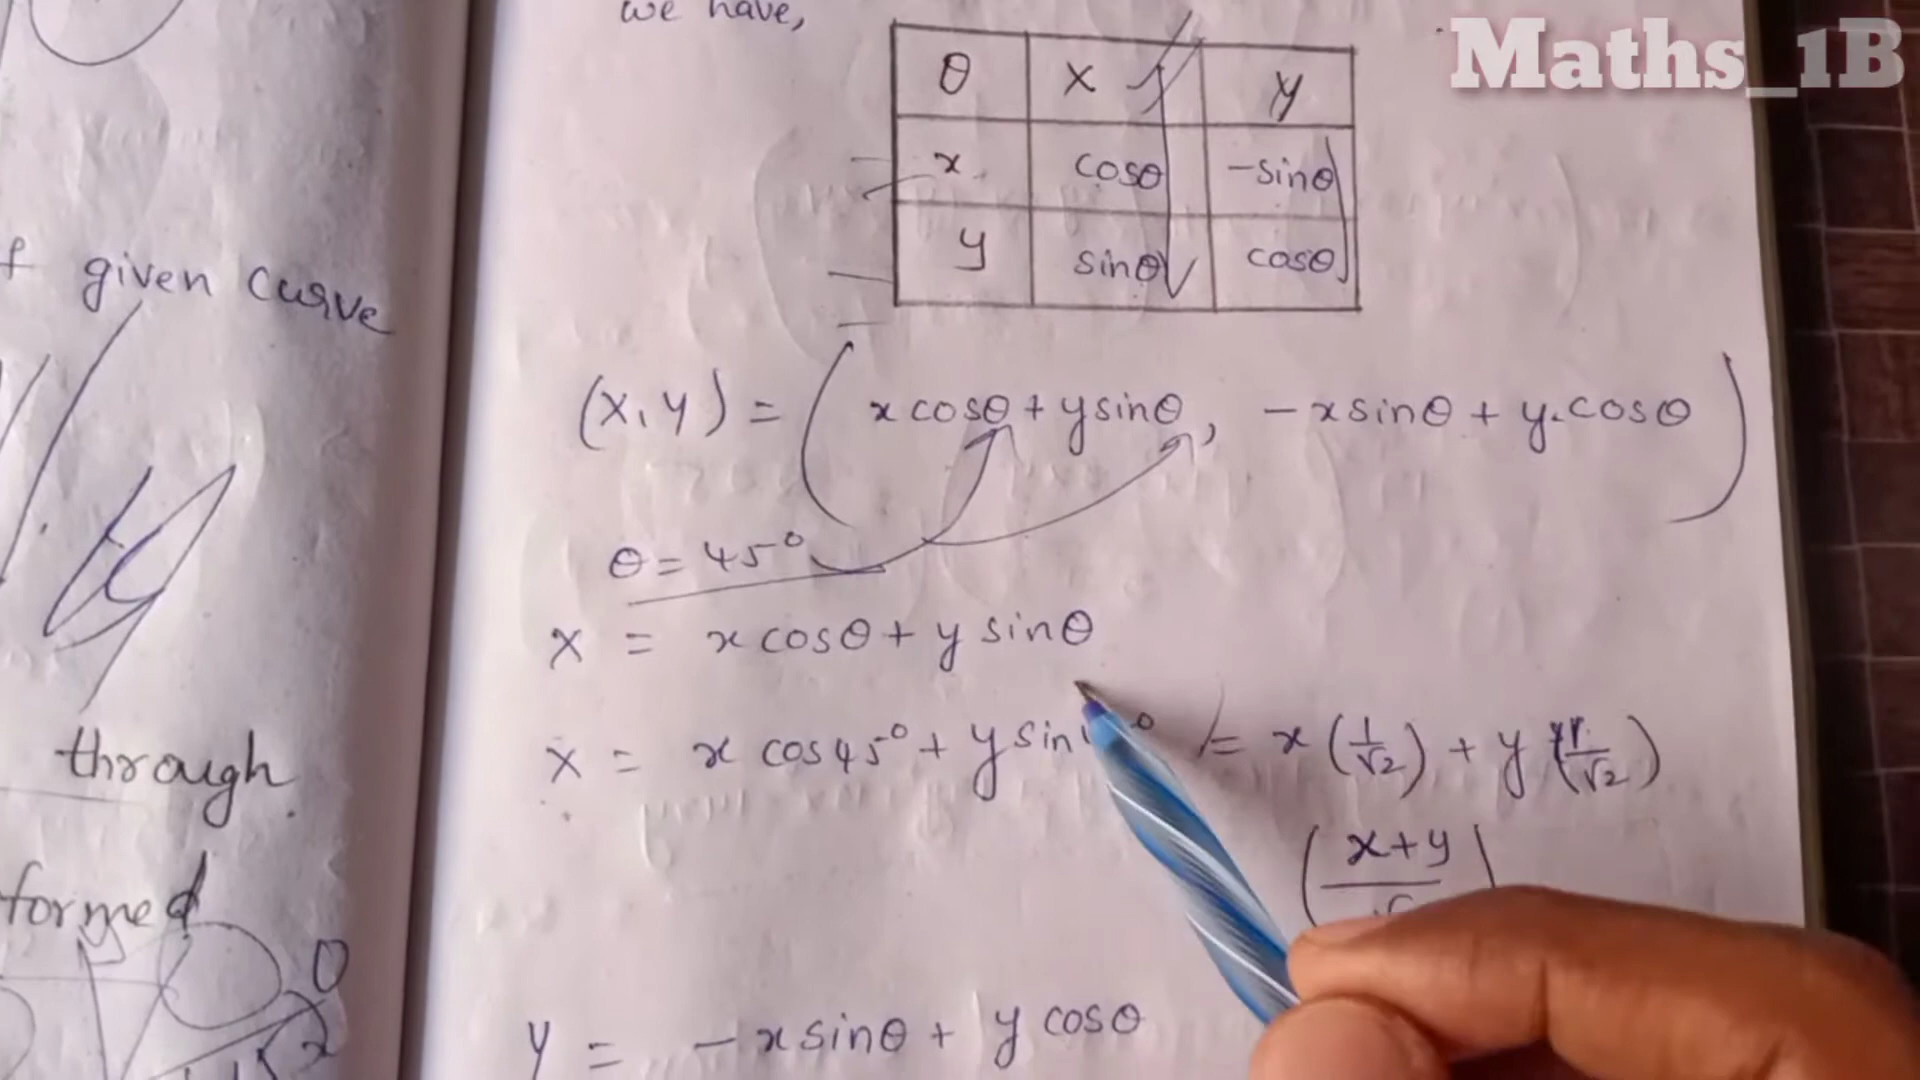 we have,
Maths_1B
θ X Y
x cosθ -sinθ
y sinθ cosθ
f given curve
(X, Y) = (x cosθ + y sinθ, -x sinθ + y. cosθ)
θ = 45°
X = x cosθ + y sinθ
through
X = x cos45° + y sin = x (1/√2) + y (1/√2)
formed
(x+y
Y = - x sinθ + y cosθ